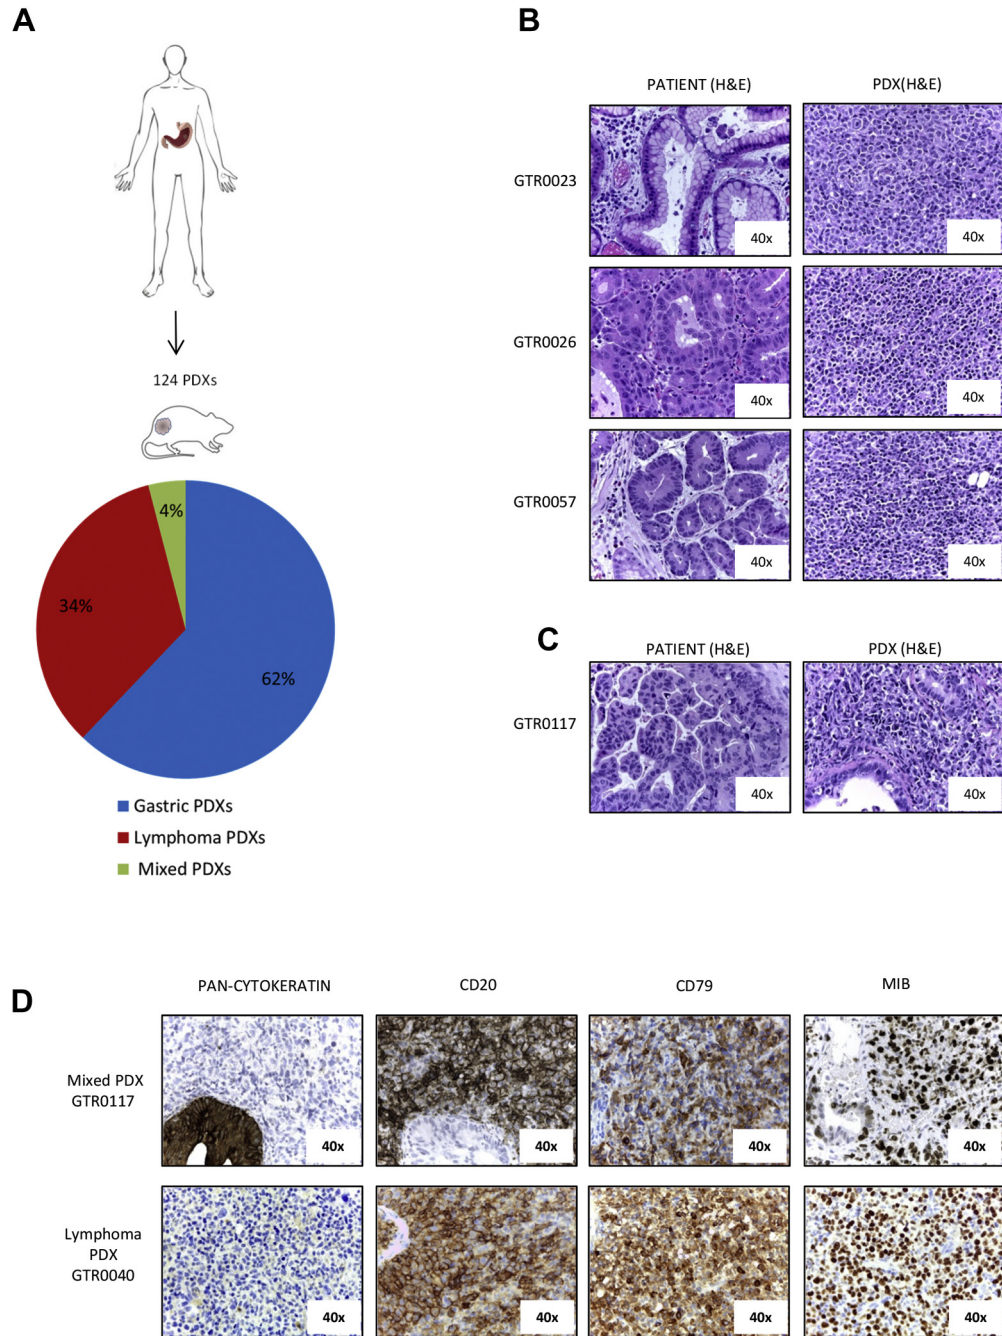 A
124 PDXs
4%
34%
62%
Gastric PDXs
Lymphoma PDXs
Mixed PDXs
B
PATIENT (H&E)
PDX(H&E)
GTR0023
40x
40x
GTR0026
40x
40x
GTR0057
40x
40x
C
PATIENT (H&E)
PDX (H&E)
GTR0117
40x
40x
D
PAN-CYTOKERATIN
CD20
CD79
MIB
Mixed PDX
GTR0117
40x
40x
40x
40x
Lymphoma
PDX
GTR0040
40x
40x
40x
40x